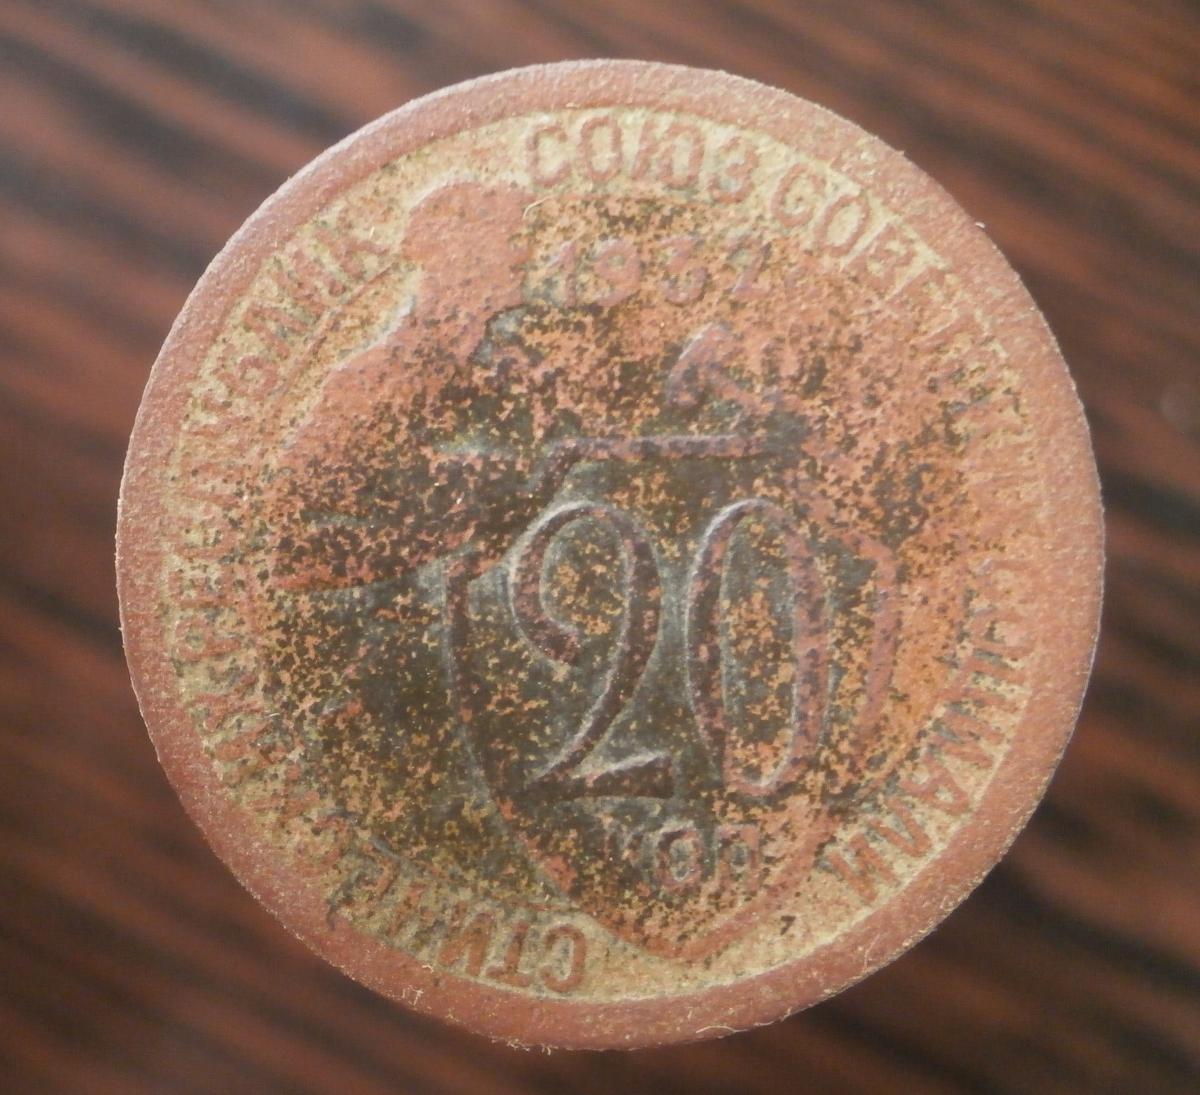 СОЮЗ СОВЕТСКИХ СОЦИАЛИСТИЧЕСКИХ РЕСПУБЛИК
1932
20
КОП